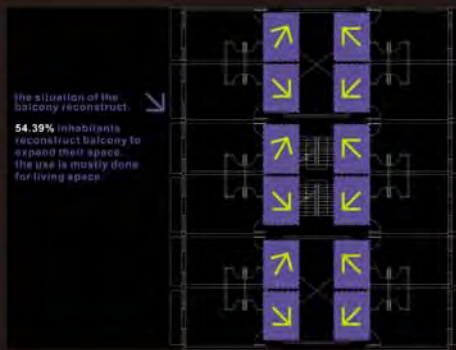 the situation of the
balcony reconstruct.
54.39% inhabitants
reconstruct balcony to
expand their space.
the use is mostly done
for living space